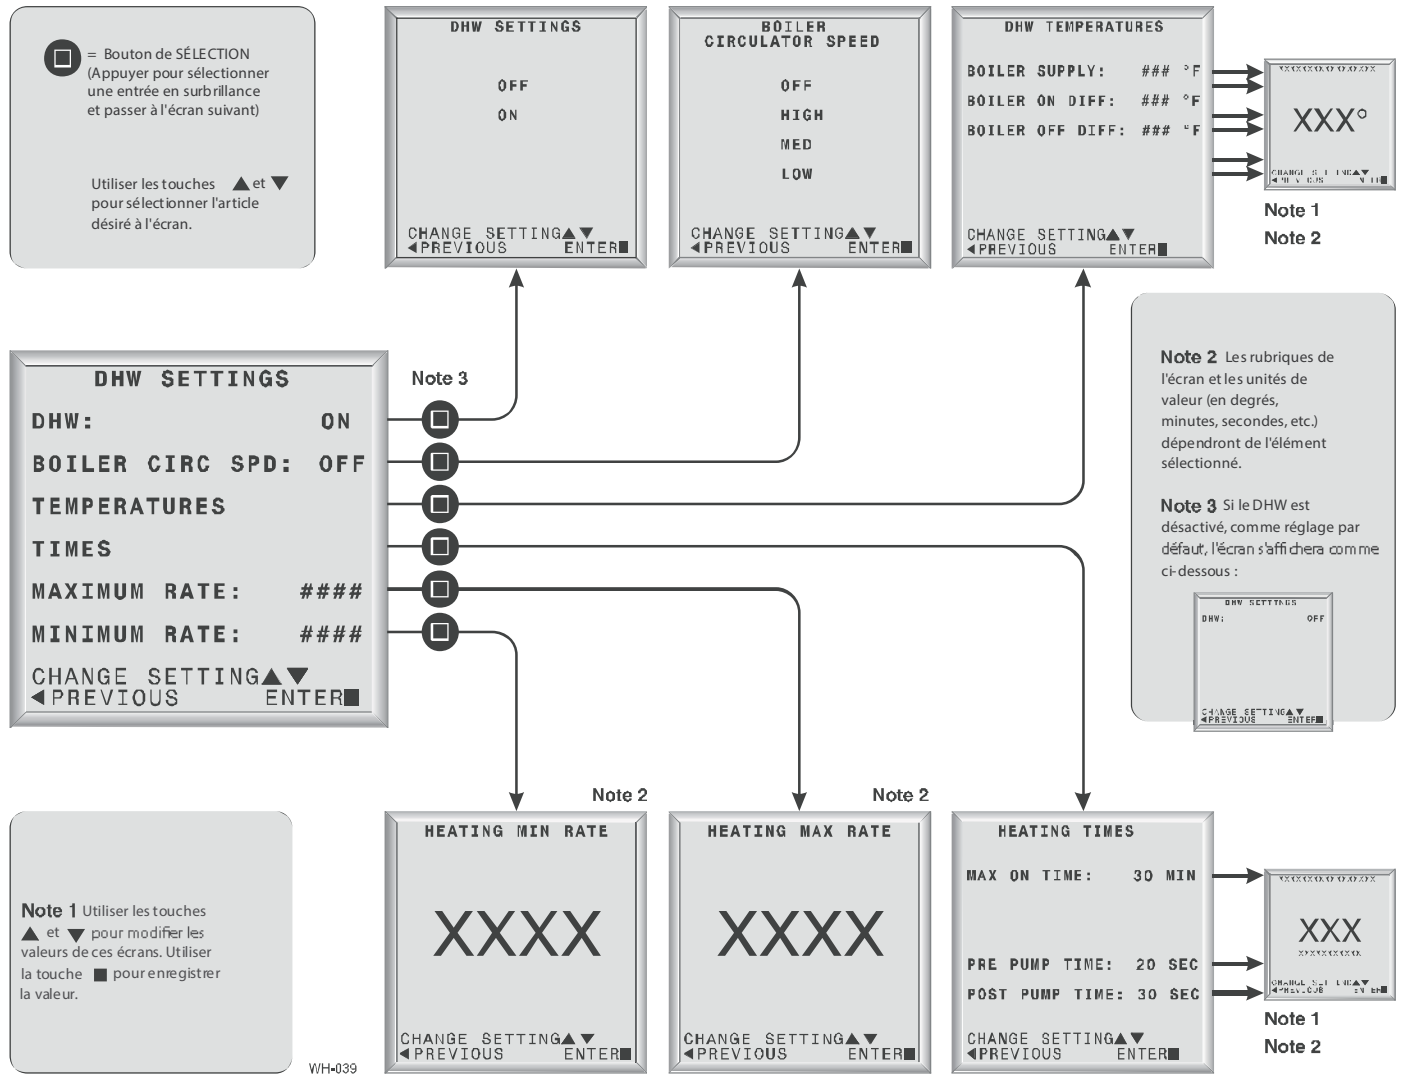 = Bouton de SÉLECTION
(Appuyer pour sélectionner
une entrée en surbrillance
et passer à l'écran suivant)
Utiliser les touches ▲ et ▼
pour sélectionner l'article
désiré à l'écran.
DHW SETTINGS
OFF
ON
CHANGE SETTING▲▼
◀PREVIOUS ENTER■
BOILER
CIRCULATOR SPEED
OFF
HIGH
MED
LOW
CHANGE SETTING▲▼
◀PREVIOUS ENTER■
DHW TEMPERATURES
BOILER SUPPLY: ### °F
BOILER ON DIFF: ### °F
BOILER OFF DIFF: ### °F
CHANGE SETTING▲▼
◀PREVIOUS ENTER■
XXX°
Note 1
Note 2
DHW SETTINGS
DHW: ON
BOILER CIRC SPD: OFF
TEMPERATURES
TIMES
MAXIMUM RATE: ####
MINIMUM RATE: ####
CHANGE SETTING▲▼
◀PREVIOUS ENTER■
Note 3
Note 2 Les rubriques de
l'écran et les unités de
valeur (en degrés,
minutes, secondes, etc.)
dépendront de l'élément
sélectionné.
Note 3 Si le DHW est
désactivé, comme réglage par
défaut, l'écran s'affichera comme
ci-dessous :
DHW SETTINGS
DHW: OFF
CHANGE SETTING▲▼
◀PREVIOUS ENTER■
Note 1 Utiliser les touches
▲ et ▼ pour modifier les
valeurs de ces écrans. Utiliser
la touche ■ pour enregistrer
la valeur.
WH-039
Note 2
HEATING MIN RATE
XXXX
CHANGE SETTING▲▼
◀PREVIOUS ENTER■
Note 2
HEATING MAX RATE
XXXX
CHANGE SETTING▲▼
◀PREVIOUS ENTER■
HEATING TIMES
MAX ON TIME: 30 MIN
PRE PUMP TIME: 20 SEC
POST PUMP TIME: 30 SEC
CHANGE SETTING▲▼
◀PREVIOUS ENTER■
XXX
Note 1
Note 2